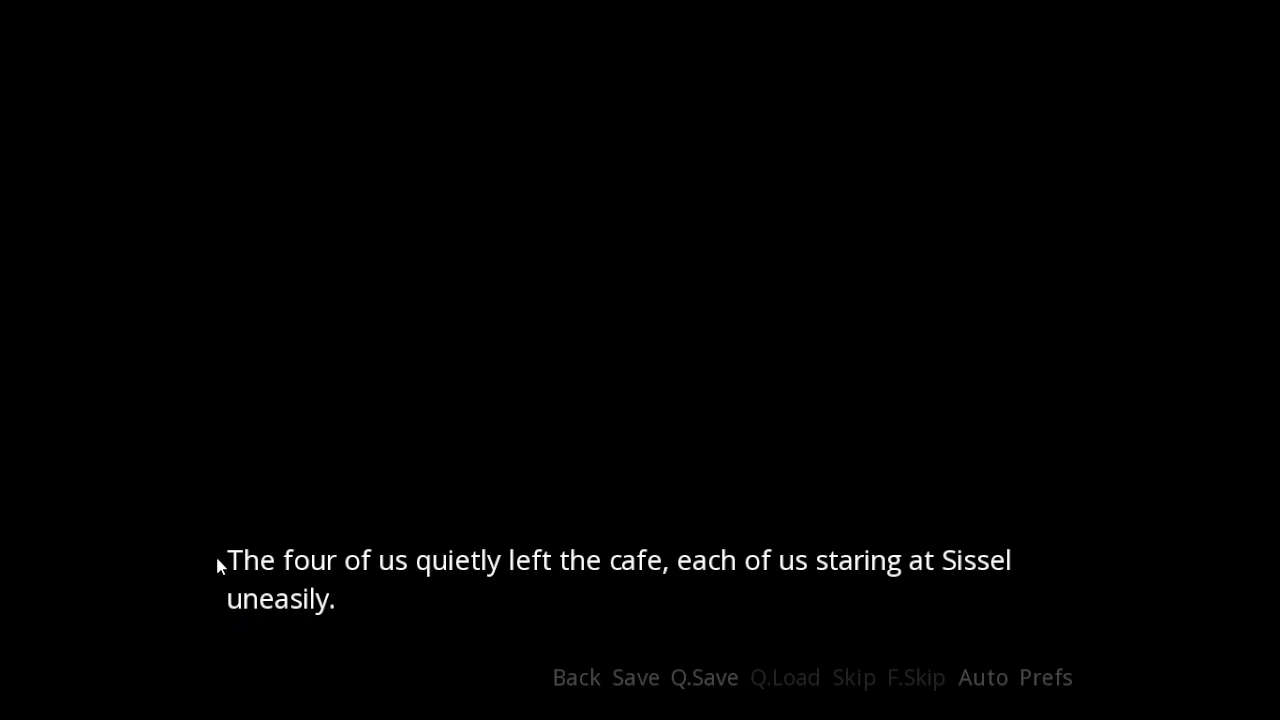 The four of us quietly left the cafe, each of us staring at Sissel
uneasily.
Back Save Q.Save Q.Load Skip F.Skip Auto Prefs